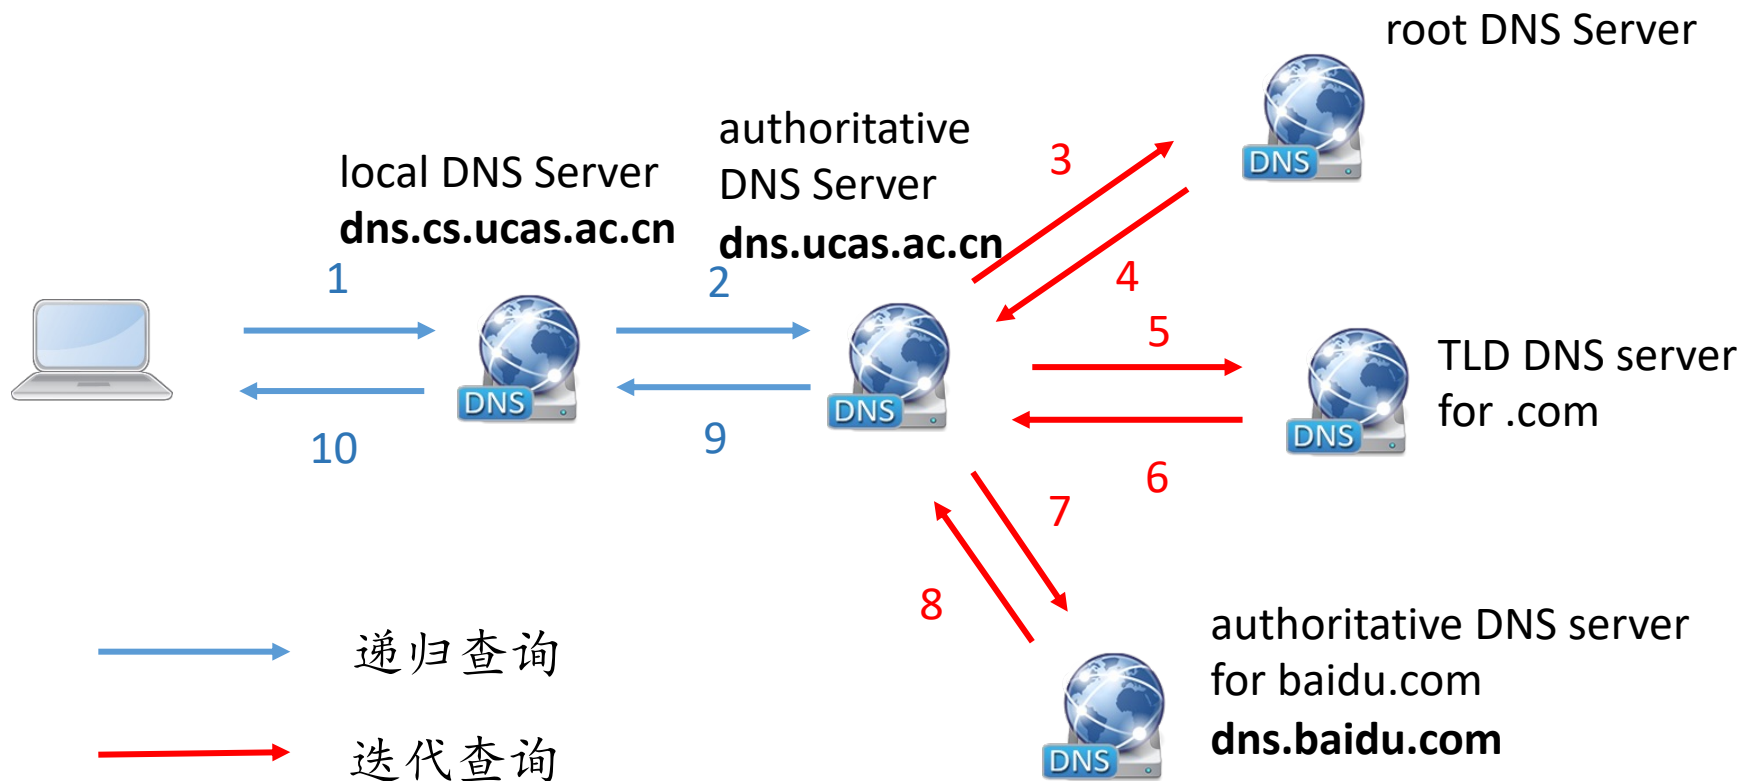 root DNS Server
DNS
authoritative
DNS Server
dns.ucas.ac.cn
local DNS Server
dns.cs.ucas.ac.cn
1
2
3
4
5
6
7
8
9
10
DNS
DNS
TLD DNS server
for .com
DNS
authoritative DNS server
for baidu.com
dns.baidu.com
DNS
递归查询
迭代查询